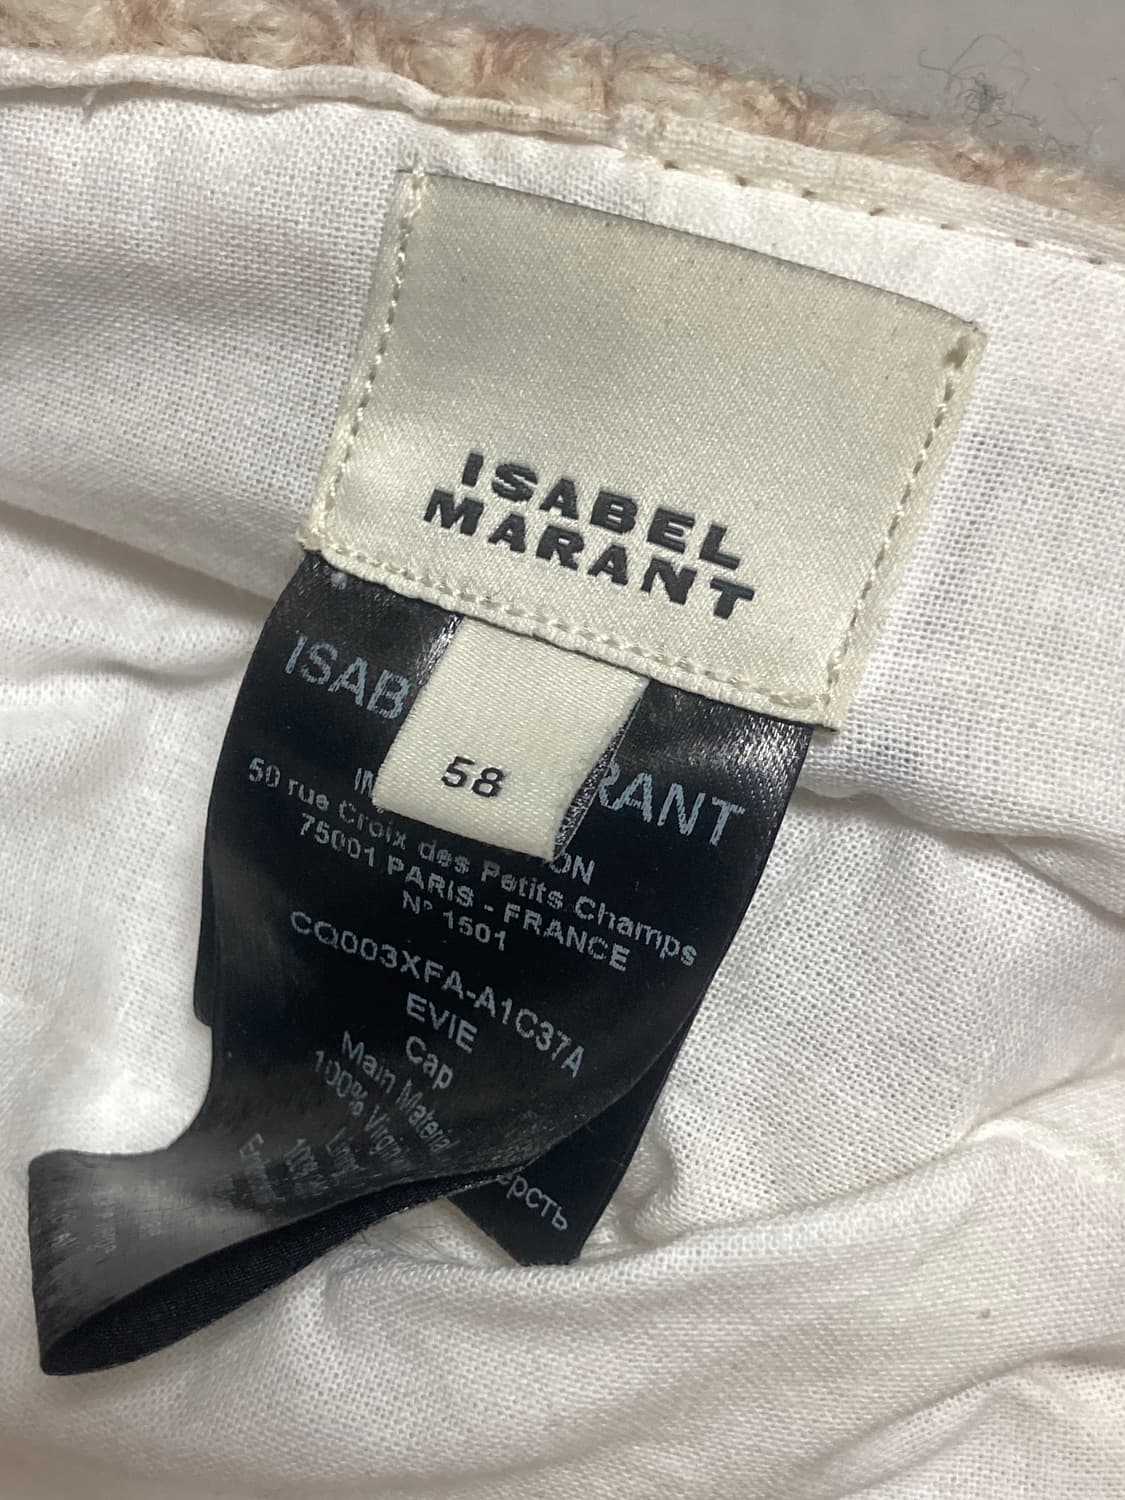 ISABEL
MARANT
58
ISAB
RANT
50 rue Croix des Petits Champs
75001 PARIS - FRANCE
N° 1501
CQ003XFA-A1C37A
EVIE
Cap
Main Material
100% Virgin